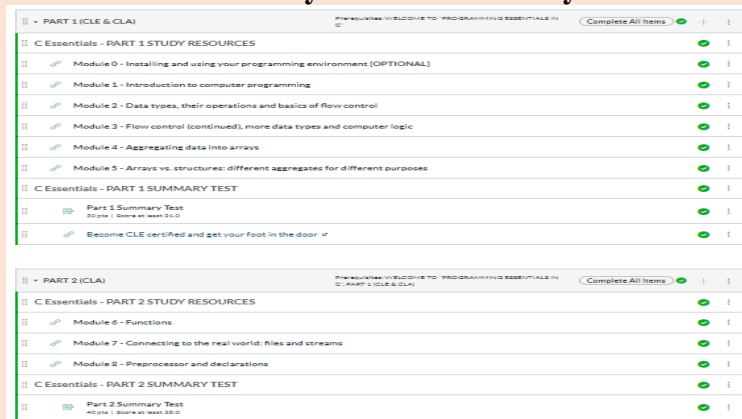 PART 1 (CLE & CLA)
Prerequisites: WELCOME TO "PROGRAMMING ESSENTIALS IN
C"
Complete All Items
C Essentials - PART 1 STUDY RESOURCES
Module 0 - Installing and using your programming environment [OPTIONAL]
Module 1 - Introduction to computer programming
Module 2 - Data types, their operations and basics of flow control
Module 3 - Flow control (continued), more data types and computer logic
Module 4 - Aggregating data into arrays
Module 5 - Arrays vs. structures: different aggregates for different purposes
C Essentials - PART 1 SUMMARY TEST
Part 1 Summary Test
30 pts | Score at least 21.0
Become CLE certified and get your foot in the door
PART 2 (CLA)
Prerequisites: WELCOME TO "PROGRAMMING ESSENTIALS IN
C", PART 1 (CLE & CLA)
Complete All Items
C Essentials - PART 2 STUDY RESOURCES
Module 6 - Functions
Module 7 - Connecting to the real world: files and streams
Module 8 - Preprocessor and declarations
C Essentials - PART 2 SUMMARY TEST
Part 2 Summary Test
40 pts | Score at least 28.0